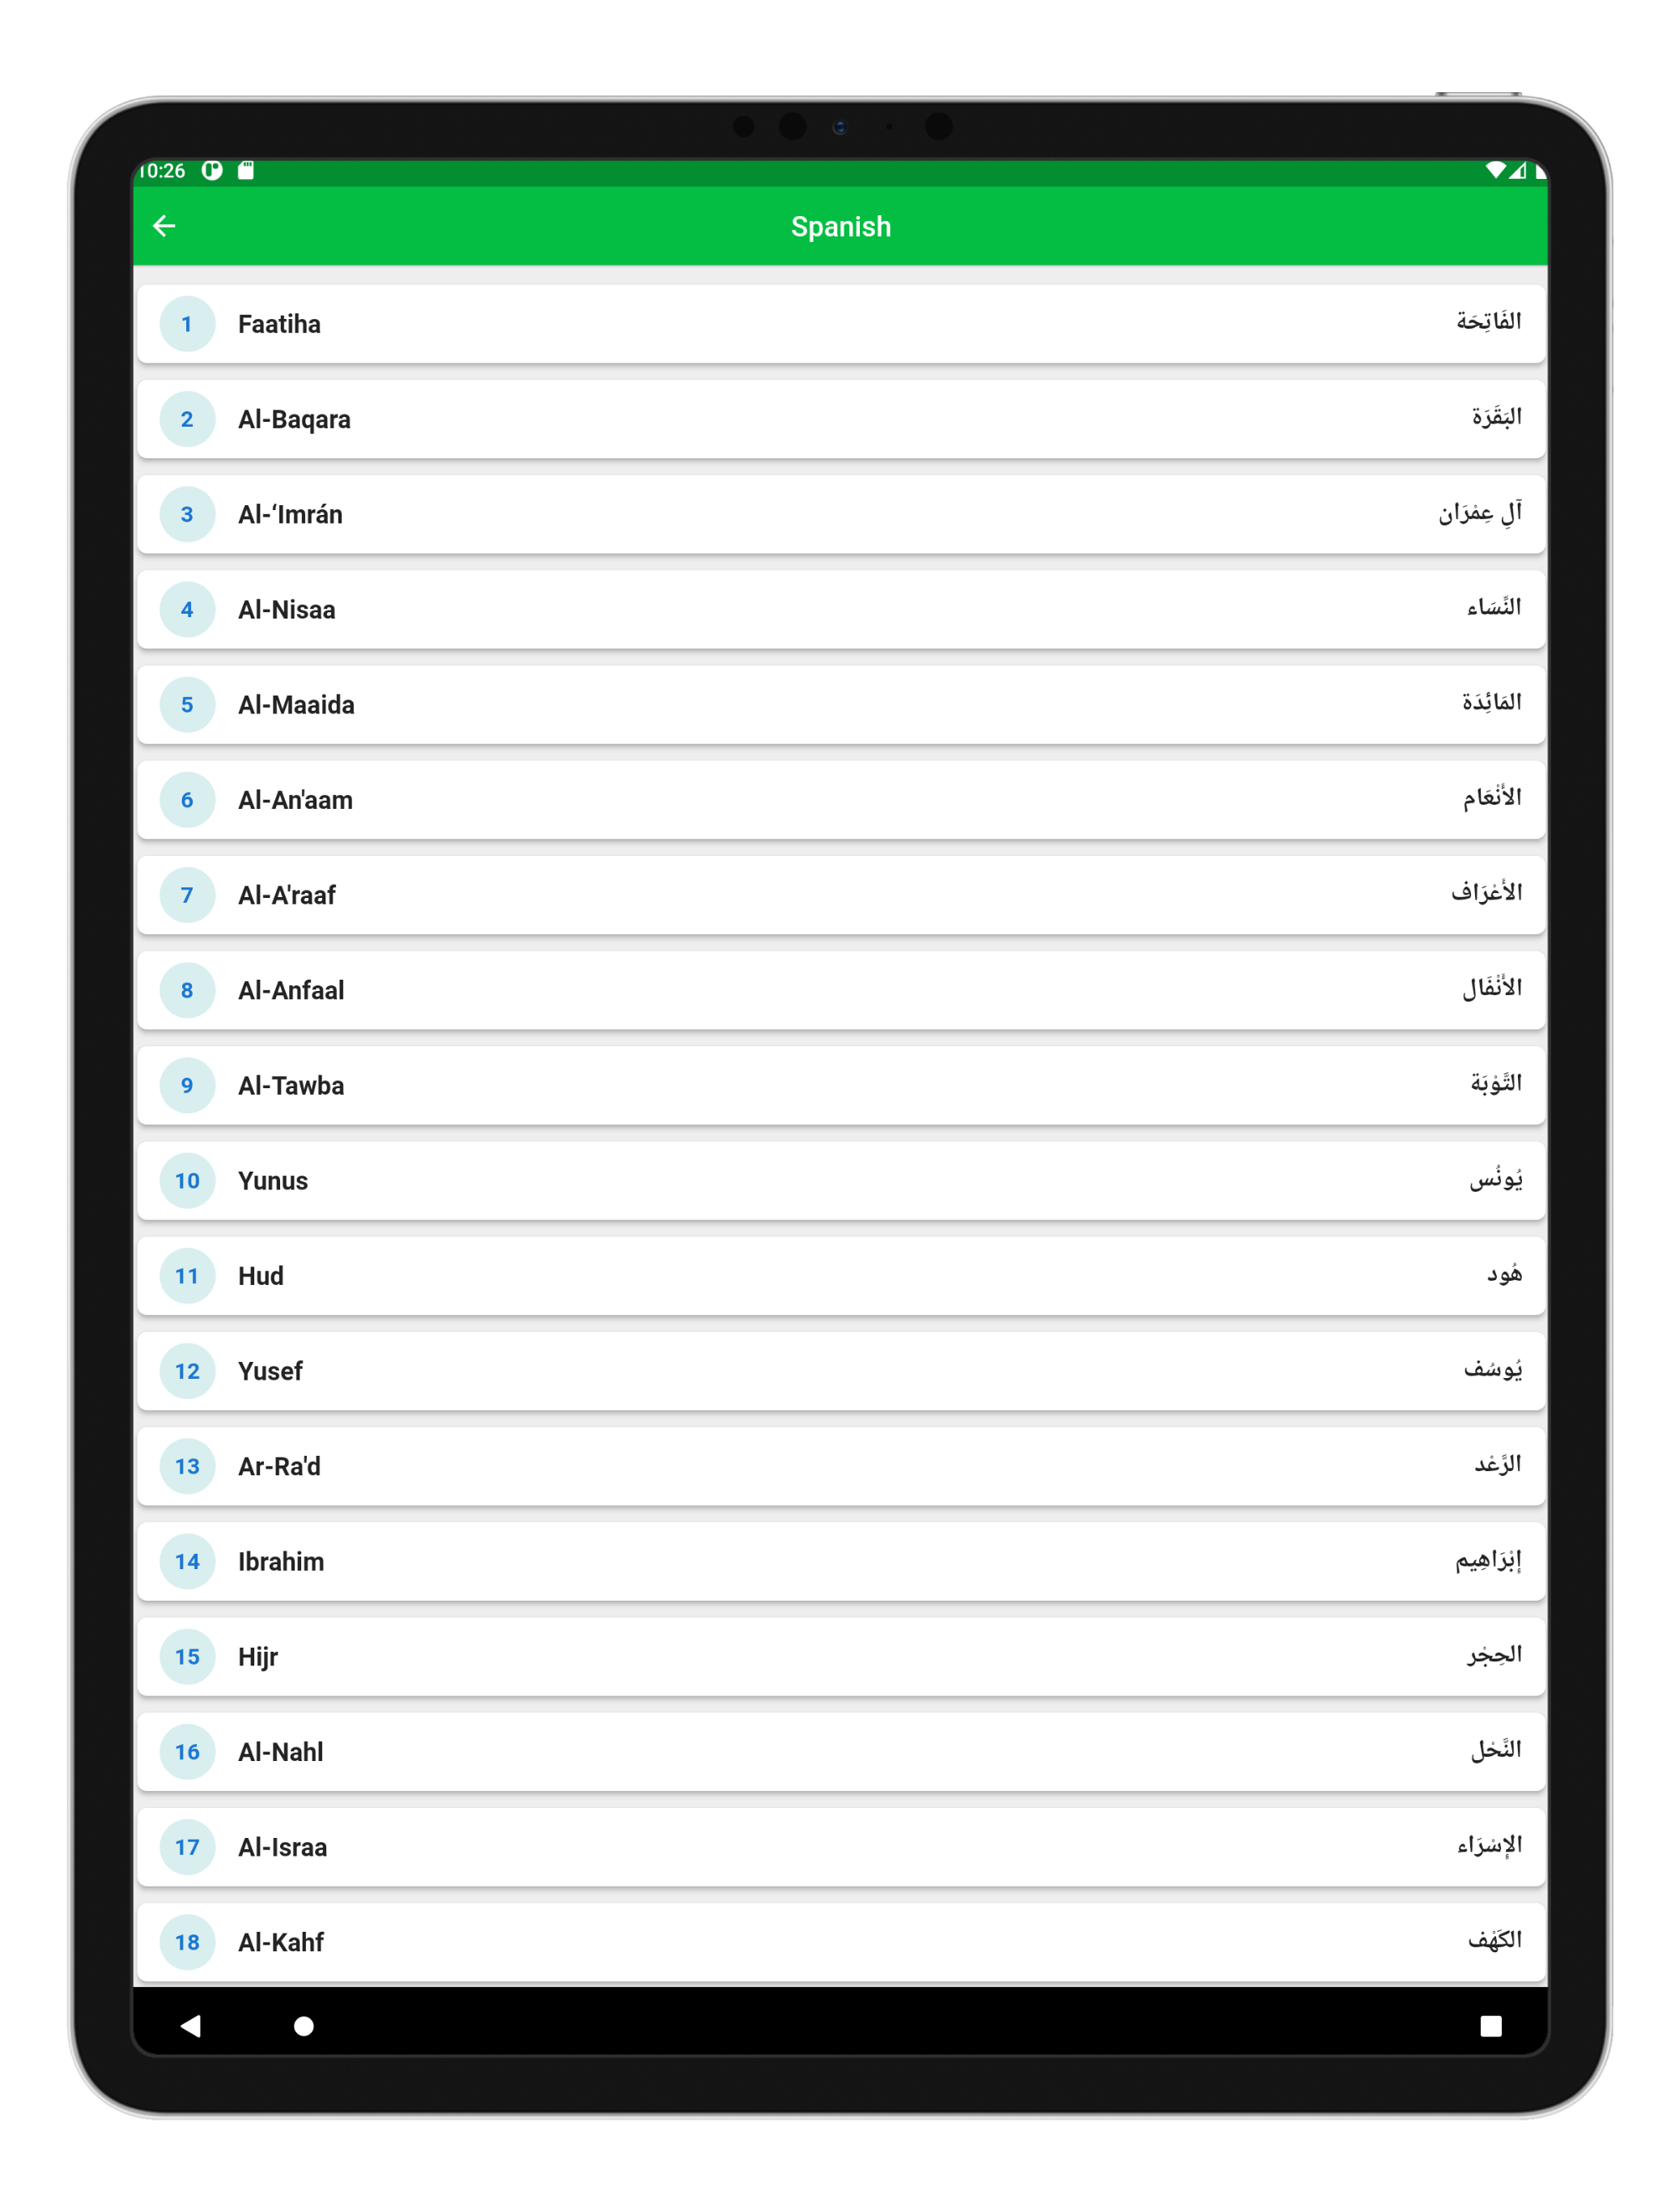 10:26
Spanish
1 Faatiha الفَاتِحَة
2 Al-Baqara البَقَرَة
3 Al-‘Imrán آلِ عِمْرَان
4 Al-Nisaa النِّسَاء
5 Al-Maaida المَائِدَة
6 Al-An'aam الأَنْعَام
7 Al-A'raaf الأَعْرَاف
8 Al-Anfaal الأَنْفَال
9 Al-Tawba التَّوْبَة
10 Yunus يُونُس
11 Hud هُود
12 Yusef يُوسُف
13 Ar-Ra'd الرَّعْد
14 Ibrahim إبْرَاهِيم
15 Hijr الحِجْر
16 Al-Nahl النَّحْل
17 Al-Israa الإسْرَاء
18 Al-Kahf الكَهْف